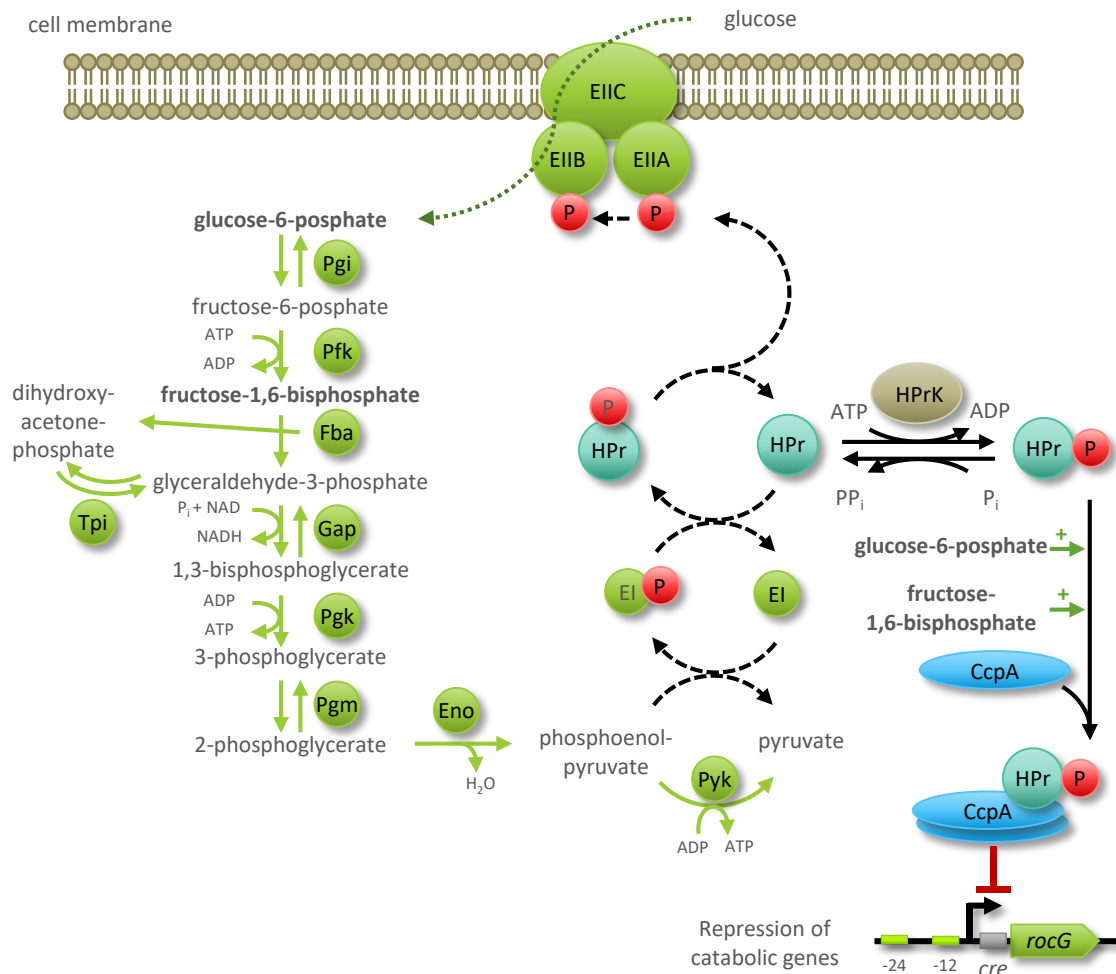 cell membrane
glucose
EIIC
EIIB
EIIA
P
P
glucose-6-posphate
Pgi
fructose-6-posphate
ATP
ADP
Pfk
fructose-1,6-bisphosphate
dihydroxy-
acetone-
phosphate
Fba
glyceraldehyde-3-phosphate
Tpi
Pi + NAD
NADH
Gap
1,3-bisphosphoglycerate
ADP
ATP
Pgk
3-phosphoglycerate
Pgm
2-phosphoglycerate
Eno
H2O
phosphoenol-
pyruvate
pyruvate
Pyk
ADP
ATP
P
HPr
HPr
EI
P
EI
HPrK
ATP
ADP
HPr
P
PPi
Pi
glucose-6-posphate
+
fructose-
1,6-bisphosphate
+
CcpA
HPr
P
CcpA
Repression of
catabolic genes
-24
-12
cre
rocG